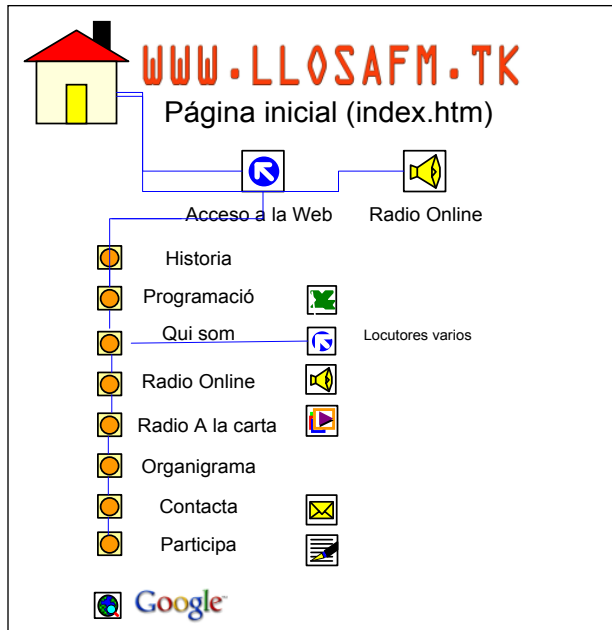 WWW.LLOSAFM.TK
Página inicial (index.htm)
Acceso a la Web
Radio Online
Historia
Programació
Qui som
Locutores varios
Radio Online
Radio A la carta
Organigrama
Contacta
Participa
Google™